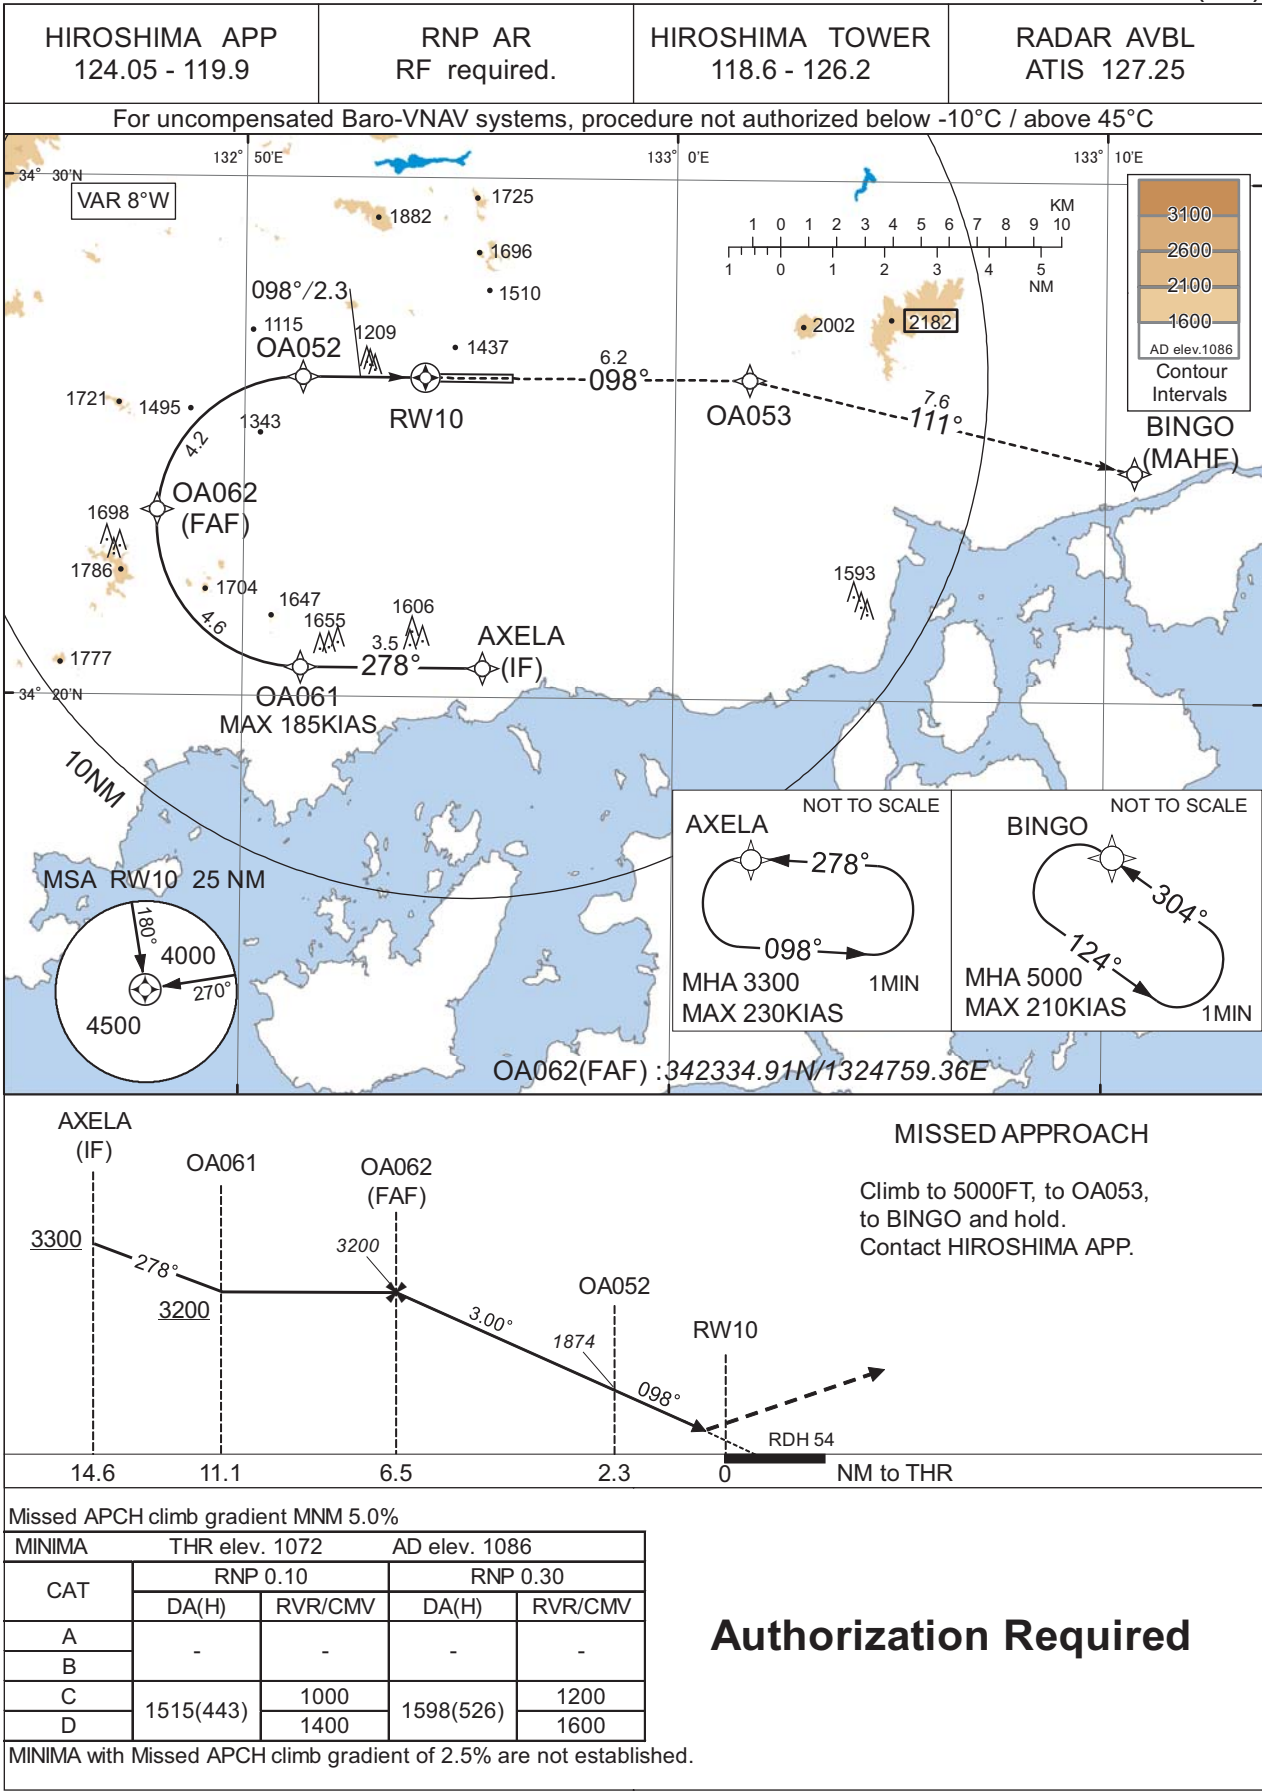 HIROSHIMA APP
124.05 - 119.9
RNP AR
RF required.
HIROSHIMA TOWER
118.6 - 126.2
RADAR AVBL
ATIS 127.25
For uncompensated Baro-VNAV systems, procedure not authorized below -10°C / above 45°C
132° 50'E
133° 0'E
133° 10'E
34° 30'N
VAR 8°W
1725
1882
1696
1510
KM
1 0 1 2 3 4 5 6 7 8 9 10
1 0 1 2 3 4 5
NM
3100
2600
2100
1600
AD elev.1086
Contour
Intervals
098°/2.3
1115
1209
OA052
1437
2002
2182
6.2
098°
RW10
OA053
7.6
111°
BINGO
(MAHF)
1721
1495
1343
4.2
OA062
(FAF)
1698
1786
1704
1647
4.6
1655
1606
3.5
278°
AXELA
(IF)
1593
1777
34° 20'N
OA061
MAX 185KIAS
10NM
MSA RW10 25 NM
180°
4000
270°
4500
NOT TO SCALE
AXELA
278°
098°
MHA 3300
1MIN
MAX 230KIAS
NOT TO SCALE
BINGO
304°
124°
MHA 5000
MAX 210KIAS
1MIN
OA062(FAF) :342334.91N/1324759.36E
AXELA
(IF)
OA061
OA062
(FAF)
3300
278°
3200
3200
3.00°
OA052
1874
098°
RW10
RDH 54
14.6 11.1 6.5 2.3 0 NM to THR
MISSED APPROACH
Climb to 5000FT, to OA053,
to BINGO and hold.
Contact HIROSHIMA APP.
Missed APCH climb gradient MNM 5.0%
MINIMA THR elev. 1072 AD elev. 1086
CAT RNP 0.10 RNP 0.30
DA(H) RVR/CMV DA(H) RVR/CMV
A - - - -
B
C 1515(443) 1000 1598(526) 1200
D 1400 1600
MINIMA with Missed APCH climb gradient of 2.5% are not established.
Authorization Required